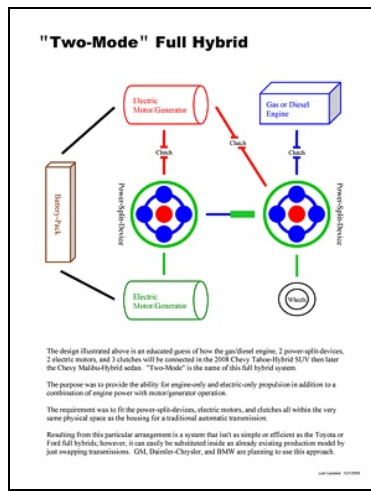 "Two-Mode" Full Hybrid
Electric
Motor/Generator
Gas or Diesel
Engine
Clutch
Clutch
Clutch
Battery-Pack
Power-Split-Device
Power-Split-Device
Electric
Motor/Generator
Wheels
The design illustrated above is an educated guess of how the gas/diesel engine, 2 power-split-devices,
2 electric motors, and 3 clutches will be connected in the 2008 Chevy Tahoe-Hybrid SUV then later
the Chevy Malibu-Hybrid sedan. "Two-Mode" is the name of this full hybrid system.
The purpose was to provide the ability for engine-only and electric-only propulsion in addition to a
combination of engine power with motor/generator operation.
The requirement was to fit the power-split-devices, electric motors, and clutches all within the very
same physical space as the housing for a traditional automatic transmission.
Resulting from this particular arrangement is a system that isn't as simple or efficient as the Toyota or
Ford full hybrids; however, it can easily be substituted inside an already existing production model by
just swapping transmissions. GM, Daimler-Chrysler, and BMW are planning to use this approach.
Last Updated: